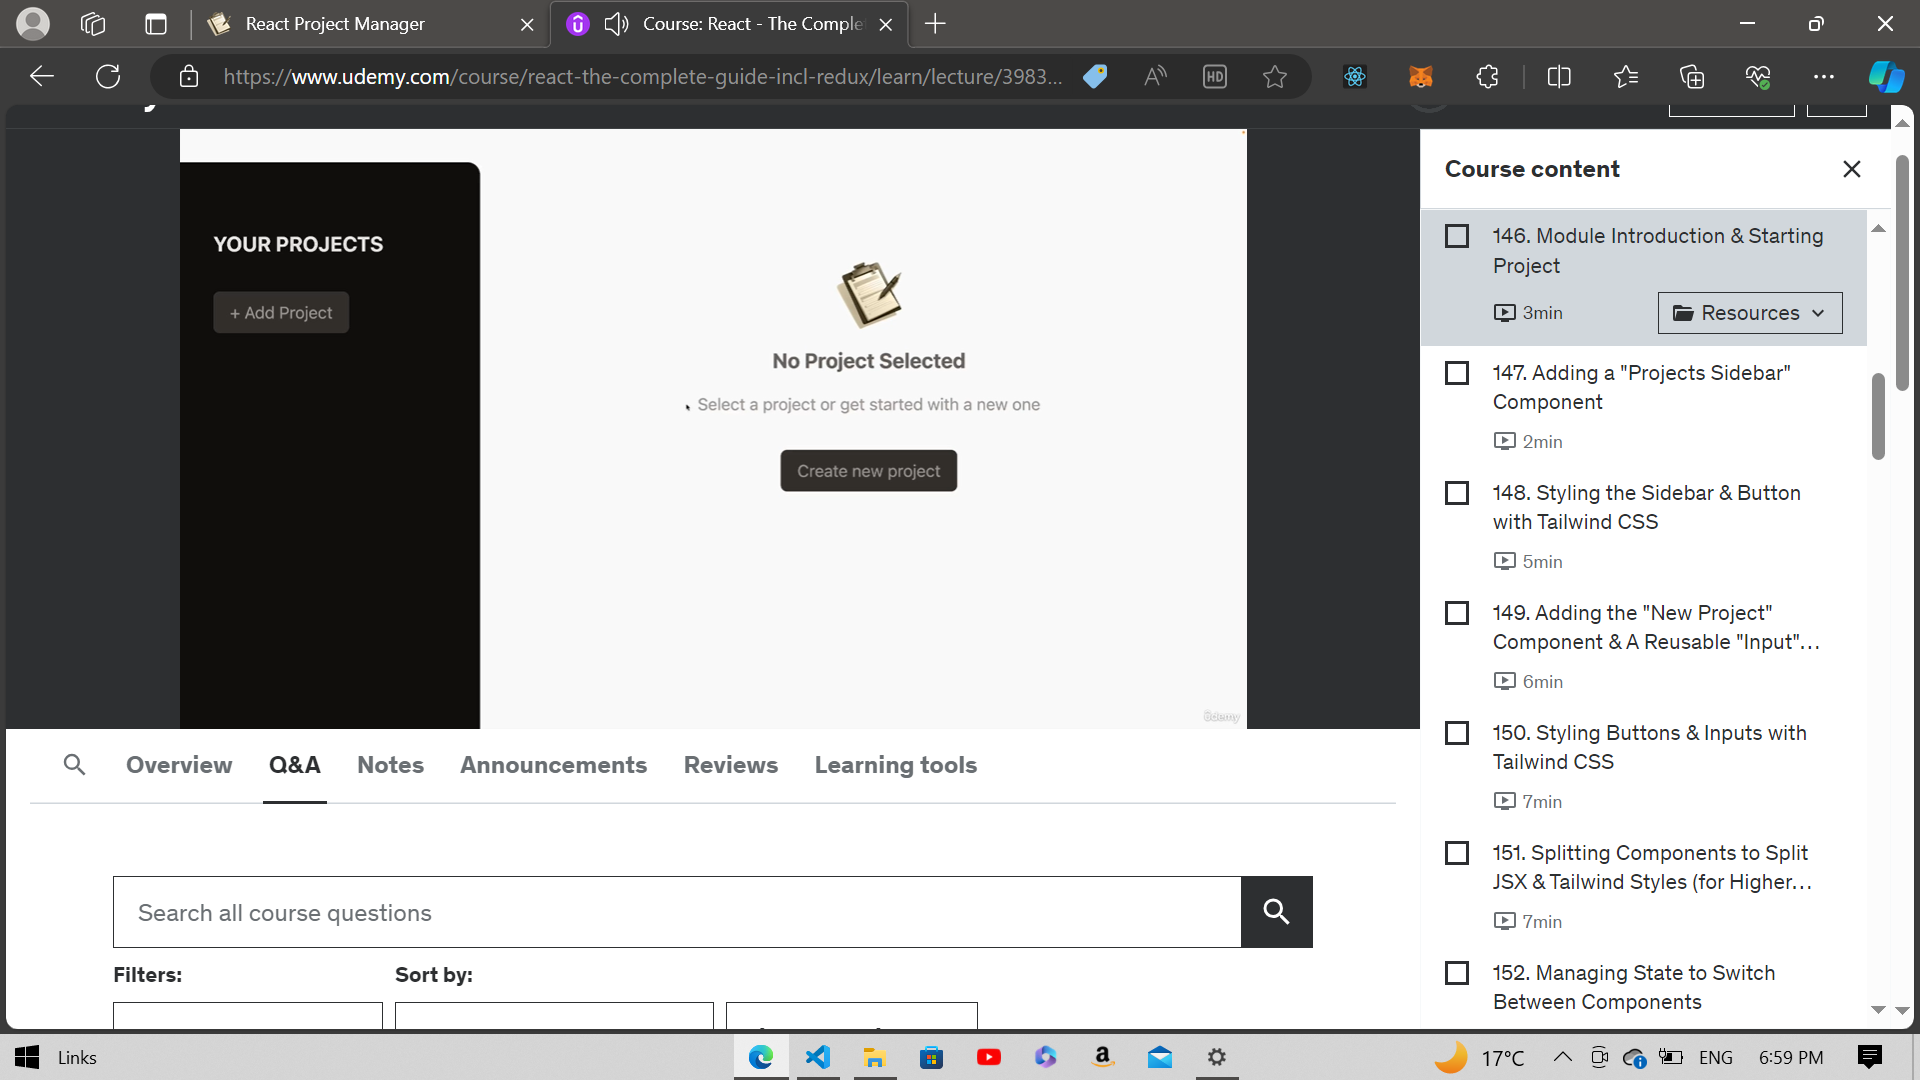 React Project Manager
Course: React - The Comple
https://www.udemy.com/course/react-the-complete-guide-incl-redux/learn/lecture/3983...
HD
YOUR PROJECTS
+ Add Project
No Project Selected
Select a project or get started with a new one
Create new project
Udemy
Course content
146. Module Introduction & Starting
Project
3min
Resources
147. Adding a "Projects Sidebar"
Component
2min
148. Styling the Sidebar & Button
with Tailwind CSS
5min
149. Adding the "New Project"
Component & A Reusable "Input"...
6min
150. Styling Buttons & Inputs with
Tailwind CSS
7min
151. Splitting Components to Split
JSX & Tailwind Styles (for Higher...
7min
152. Managing State to Switch
Between Components
Overview
Q&A
Notes
Announcements
Reviews
Learning tools
Search all course questions
Filters:
Sort by:
Links
17°C
ENG
6:59 PM